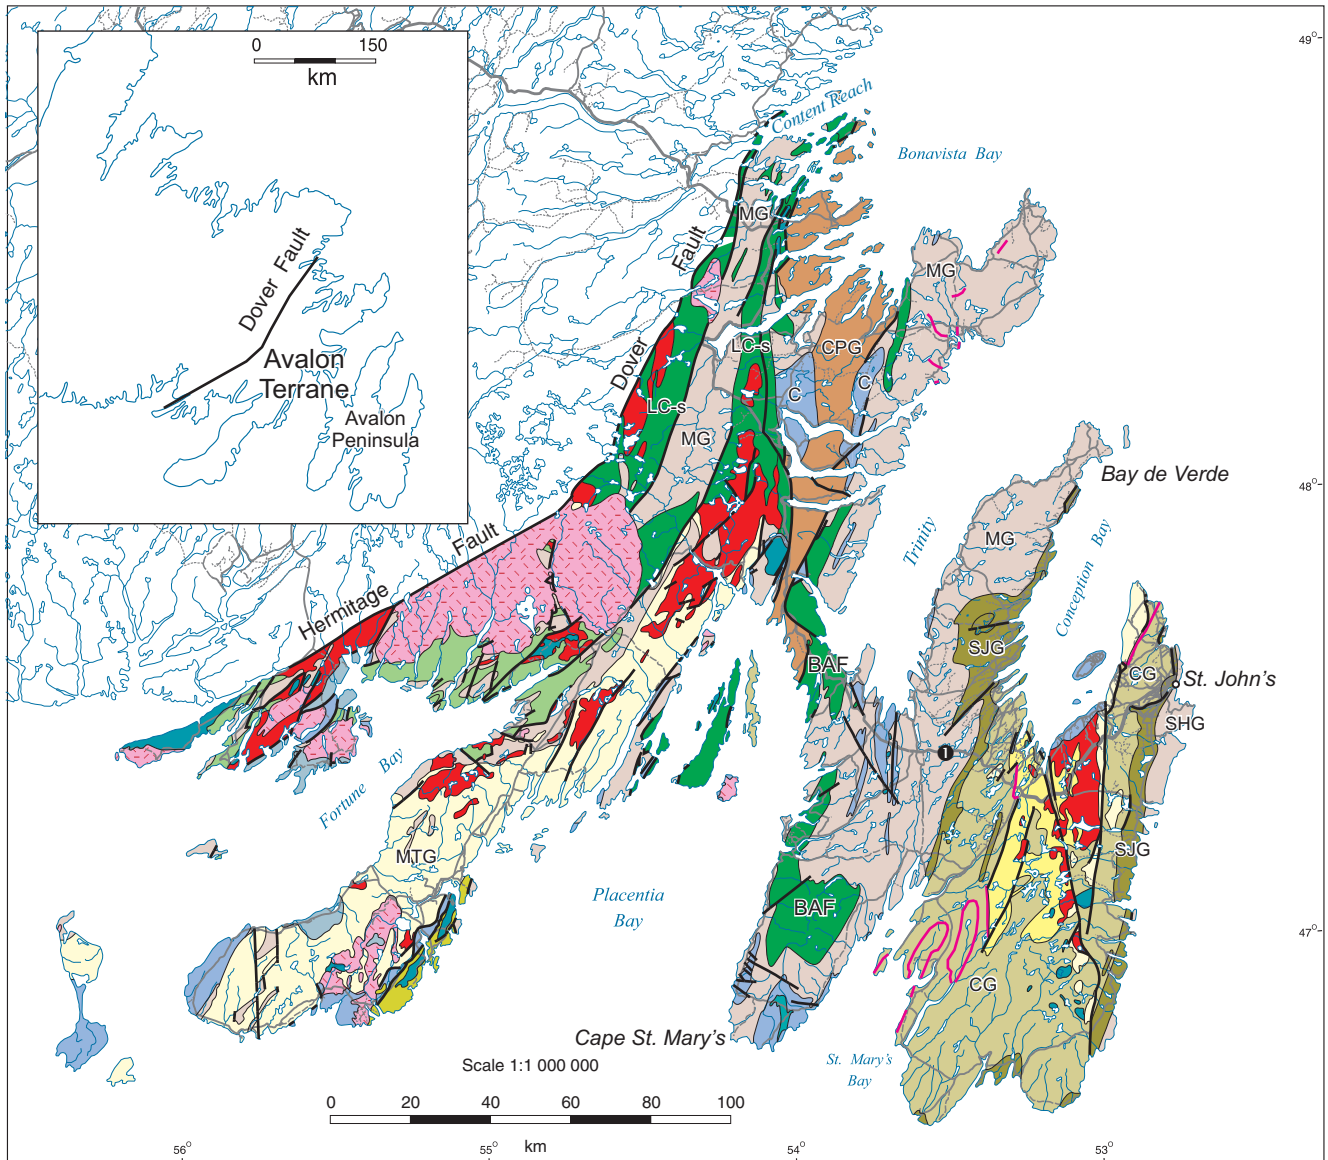 0 150
km
Dover Fault
Avalon
Terrane
Avalon
Peninsula
49°
Content Reach
Bonavista Bay
MG
Fault
MG
Dover
LC-s
CPG
C
C
LC-s
MG
48°
Bay de Verde
Fault
Trinity
MG
Conception Bay
Hermitage
SJG
BAF
CG
St. John's
SHG
1
Fortune Bay
MTG
SJG
Placentia
Bay
BAF
47°
CG
Cape St. Mary's
St. Mary's
Bay
Scale 1:1 000 000
0 20 40 60 80 100
km
56° 55° 54° 53°